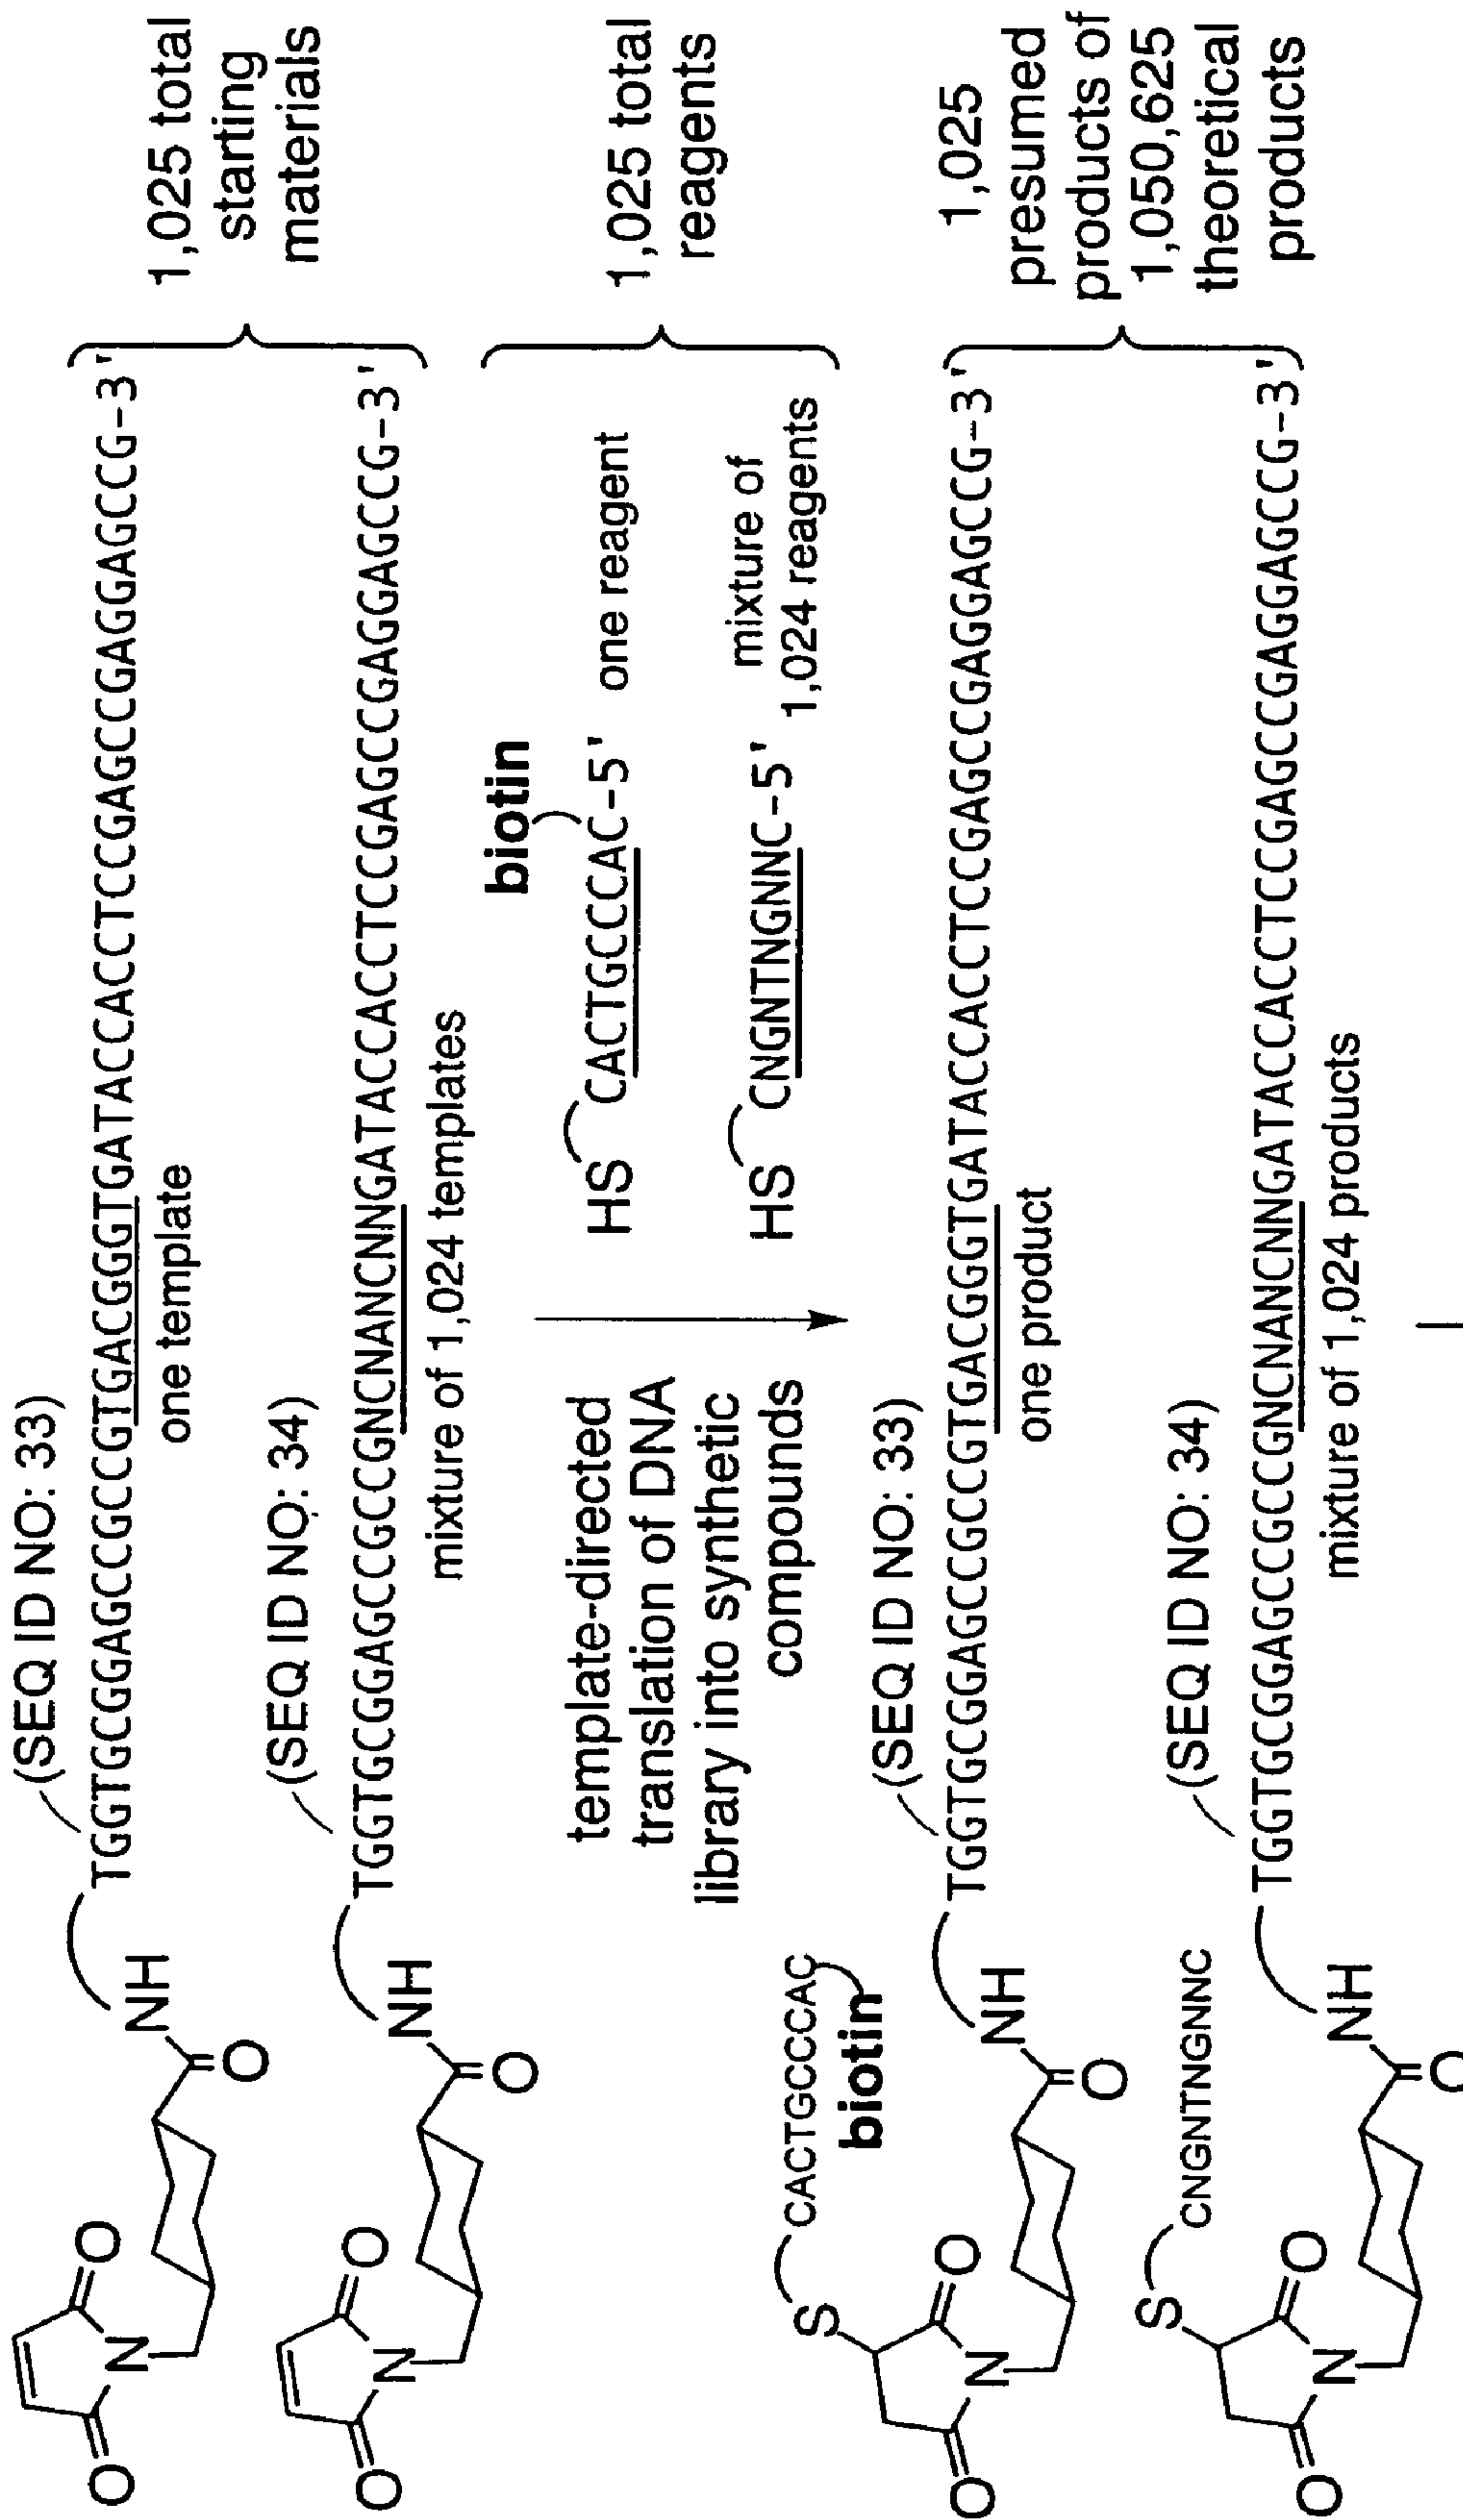 (SEQ ID NO: 33)
O N O NH O
TGGTGCGGAGCCGCCGTGACGGGTGATACCACCTCCGAGCCGAGGAGCCG-3'
one template
(SEQ ID NO: 34)
O N O NH O
TGGTGCGGAGCCGCCGNCNANCNNGATACCACCTCCGAGCCGAGGAGCCG-3'
mixture of 1,024 templates
1,025 total
starting
materials
template-directed
translation of DNA
library into synthetic
compounds
biotin
HS CACTGCCCAC-5' one reagent
HS CNGNTNGNNC-5'
mixture of
1,024 reagents
1,025 total
reagents
S CACTGCCCAC
biotin
(SEQ ID NO: 33)
O N O NH O
TGGTGCGGAGCCGCCGTGACGGGTGATACCACCTCCGAGCCGAGGAGCCG-3'
one product
S CNGNTNGNNC
(SEQ ID NO: 34)
O N O NH O
TGGTGCGGAGCCGCCGNCNANCNNGATACCACCTCCGAGCCGAGGAGCCG-3'
mixture of 1,024 products
1,025
presumed
products of
1,050,625
theoretical
products